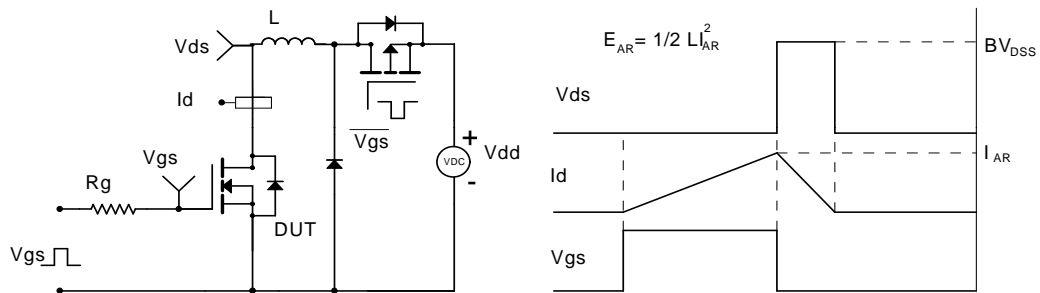 L
Vds
Id
Vgs
Rg
DUT
Vgs
Vgs
+
VDC
-
Vdd
E_AR= 1/2 LI²_AR
BV_DSS
Vds
I_AR
Id
Vgs